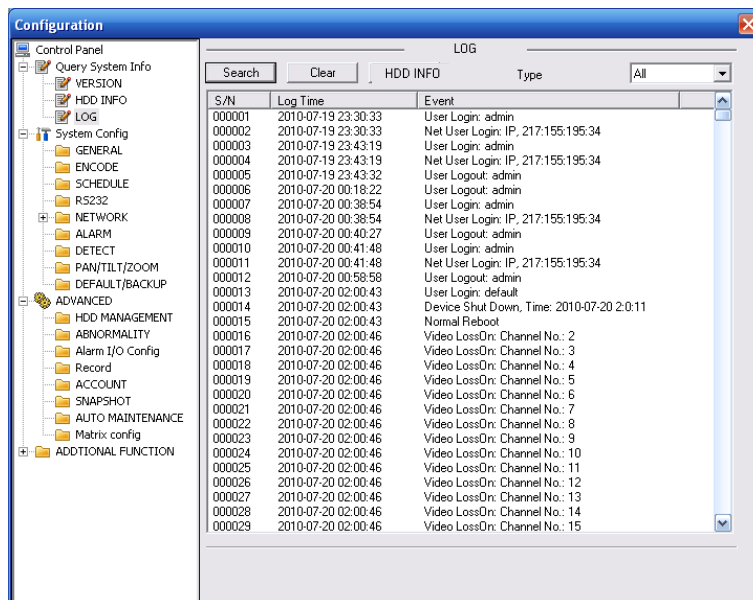 Configuration
Control Panel
Query System Info
VERSION
HDD INFO
LOG
System Config
GENERAL
ENCODE
SCHEDULE
RS232
NETWORK
ALARM
DETECT
PAN/TILT/ZOOM
DEFAULT/BACKUP
ADVANCED
HDD MANAGEMENT
ABNORMALITY
Alarm I/O Config
Record
ACCOUNT
SNAPSHOT
AUTO MAINTENANCE
Matrix config
ADDTIONAL FUNCTION
LOG
Search Clear HDD INFO Type All
S/N Log Time Event
000001 2010-07-19 23:30:33 User Login: admin
000002 2010-07-19 23:30:33 Net User Login: IP, 217:155:195:34
000003 2010-07-19 23:43:19 User Login: admin
000004 2010-07-19 23:43:19 Net User Login: IP, 217:155:195:34
000005 2010-07-19 23:43:32 User Logout: admin
000006 2010-07-20 00:18:22 User Logout: admin
000007 2010-07-20 00:38:54 User Login: admin
000008 2010-07-20 00:38:54 Net User Login: IP, 217:155:195:34
000009 2010-07-20 00:40:27 User Logout: admin
000010 2010-07-20 00:41:48 User Login: admin
000011 2010-07-20 00:41:48 Net User Login: IP, 217:155:195:34
000012 2010-07-20 00:58:58 User Logout: admin
000013 2010-07-20 02:00:43 User Login: default
000014 2010-07-20 02:00:43 Device Shut Down, Time: 2010-07-20 2:0:11
000015 2010-07-20 02:00:43 Normal Reboot
000016 2010-07-20 02:00:46 Video LossOn: Channel No.: 2
000017 2010-07-20 02:00:46 Video LossOn: Channel No.: 3
000018 2010-07-20 02:00:46 Video LossOn: Channel No.: 4
000019 2010-07-20 02:00:46 Video LossOn: Channel No.: 5
000020 2010-07-20 02:00:46 Video LossOn: Channel No.: 6
000021 2010-07-20 02:00:46 Video LossOn: Channel No.: 7
000022 2010-07-20 02:00:46 Video LossOn: Channel No.: 8
000023 2010-07-20 02:00:46 Video LossOn: Channel No.: 9
000024 2010-07-20 02:00:46 Video LossOn: Channel No.: 10
000025 2010-07-20 02:00:46 Video LossOn: Channel No.: 11
000026 2010-07-20 02:00:46 Video LossOn: Channel No.: 12
000027 2010-07-20 02:00:46 Video LossOn: Channel No.: 13
000028 2010-07-20 02:00:46 Video LossOn: Channel No.: 14
000029 2010-07-20 02:00:46 Video LossOn: Channel No.: 15